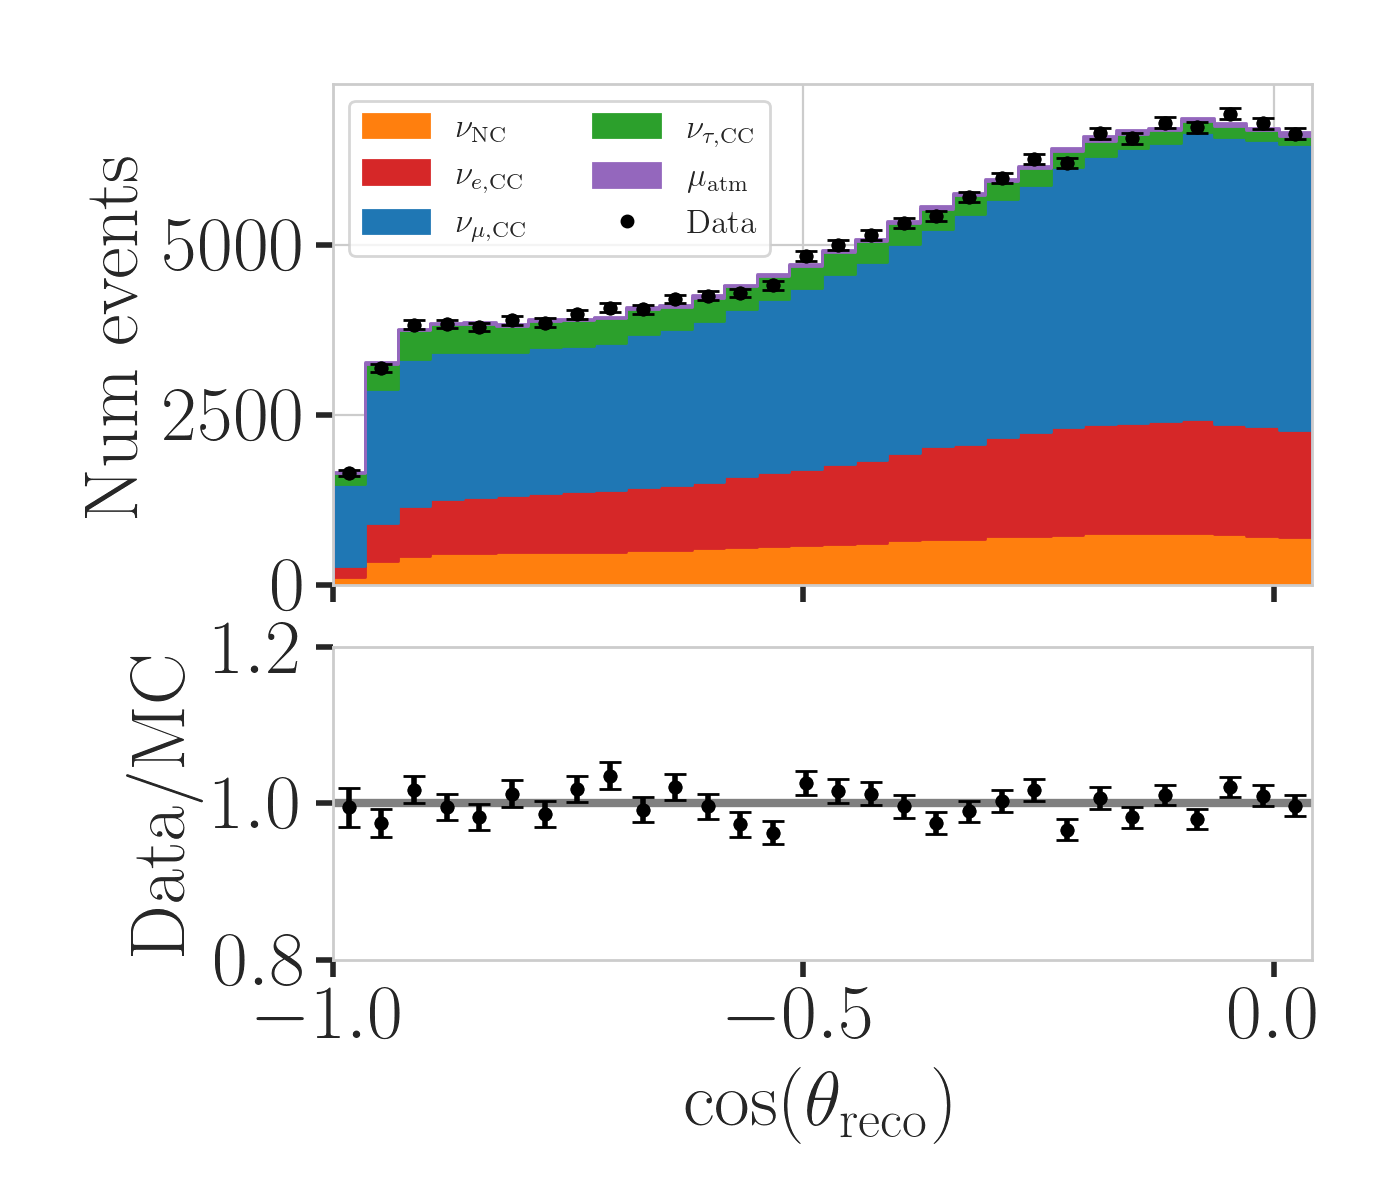 ν_NC
ν_e,CC
ν_μ,CC
ν_τ,CC
μ_atm
Data
Num events
5000
2500
0
Data/MC
1.2
1.0
0.8
−1.0 −0.5 0.0
cos(θ_reco)